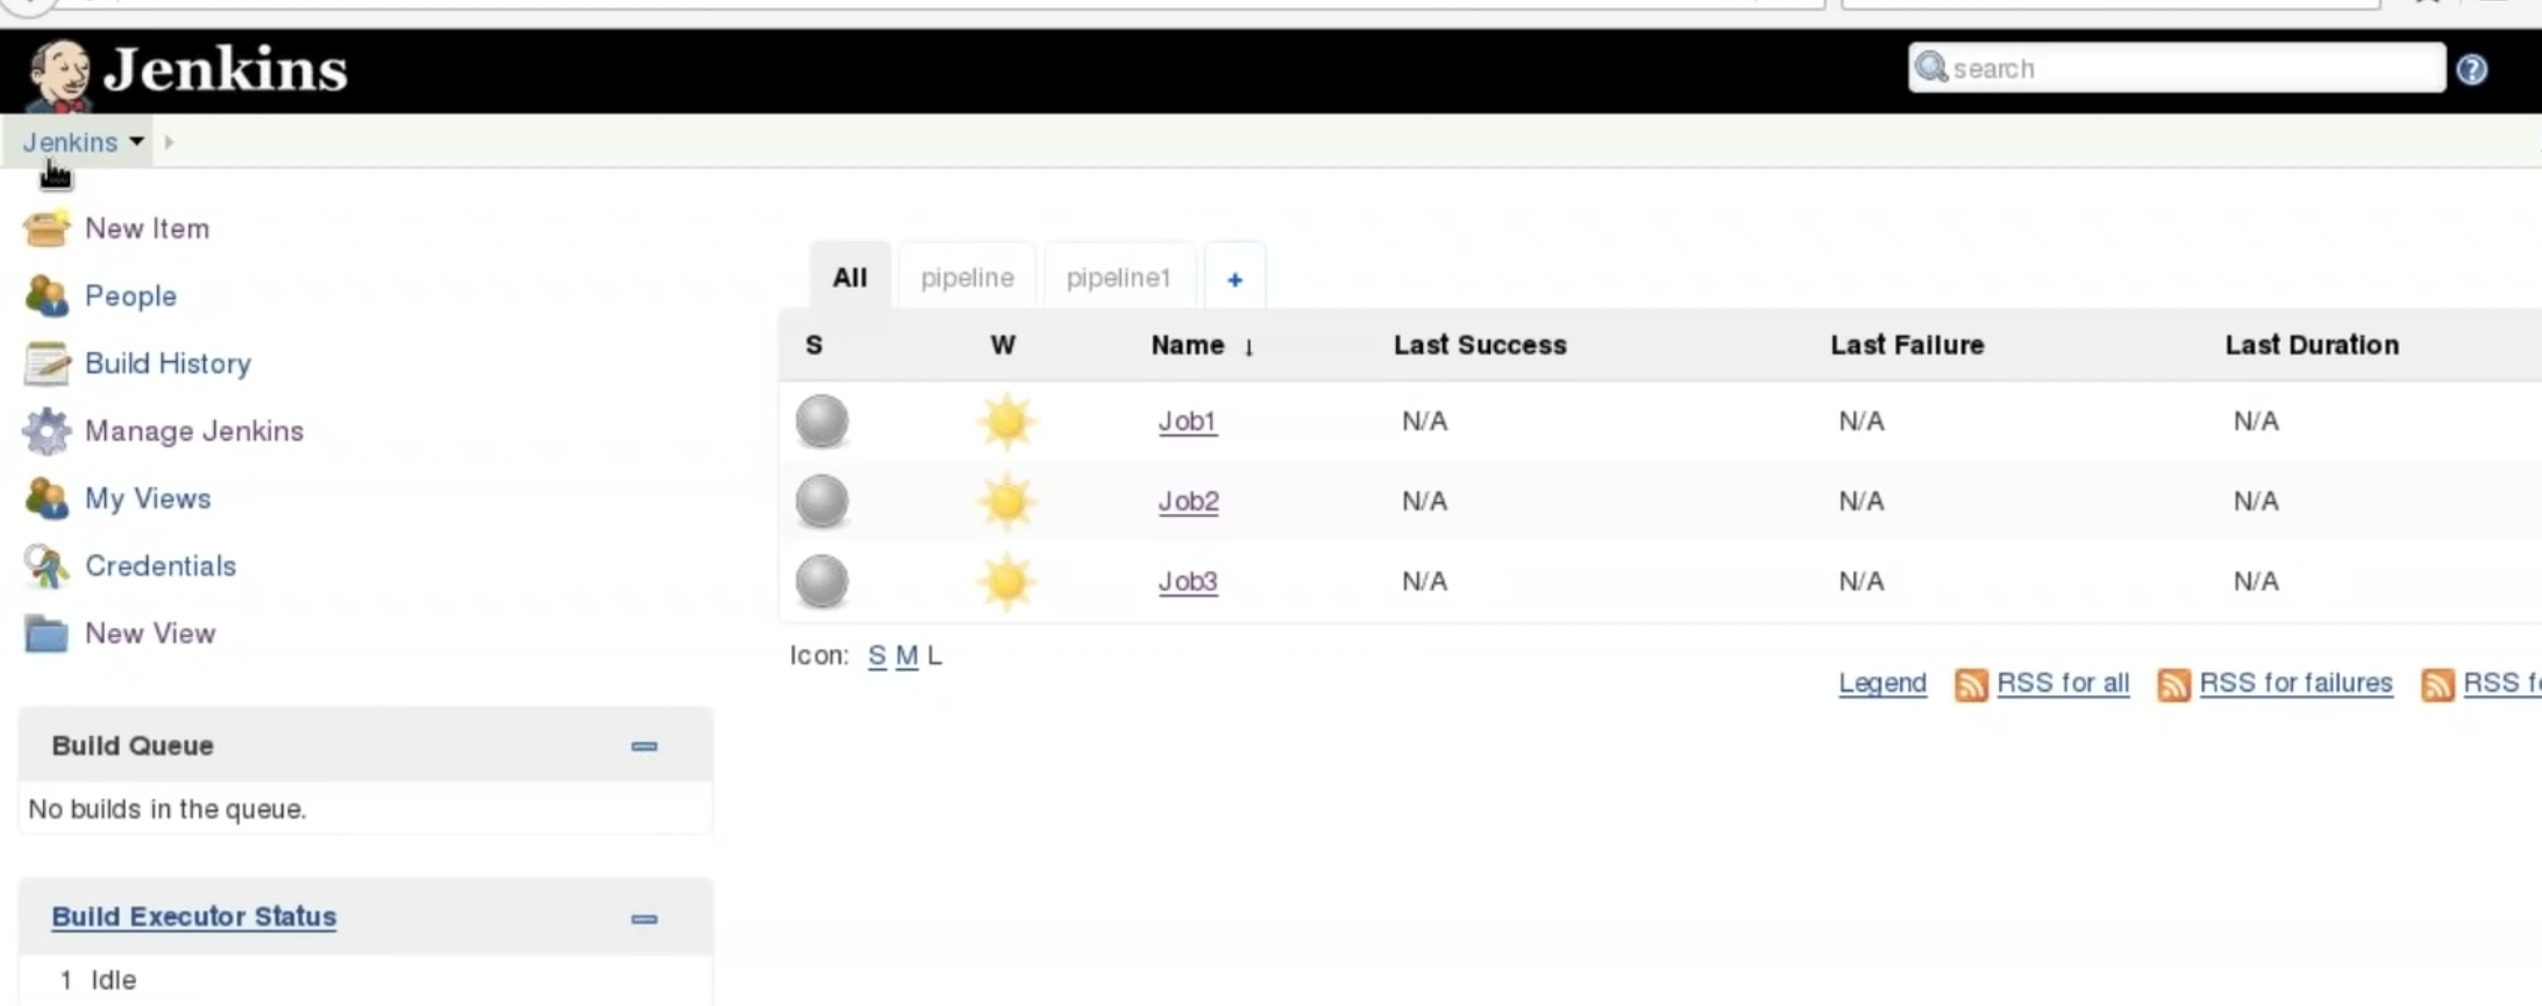 Jenkins
search
Jenkins
New Item
People
Build History
Manage Jenkins
My Views
Credentials
New View
All pipeline pipeline1 +
S W Name ↓ Last Success Last Failure Last Duration
Job1 N/A N/A N/A
Job2 N/A N/A N/A
Job3 N/A N/A N/A
Icon: S M L
Legend RSS for all RSS for failures RSS
Build Queue
No builds in the queue.
Build Executor Status
1 Idle